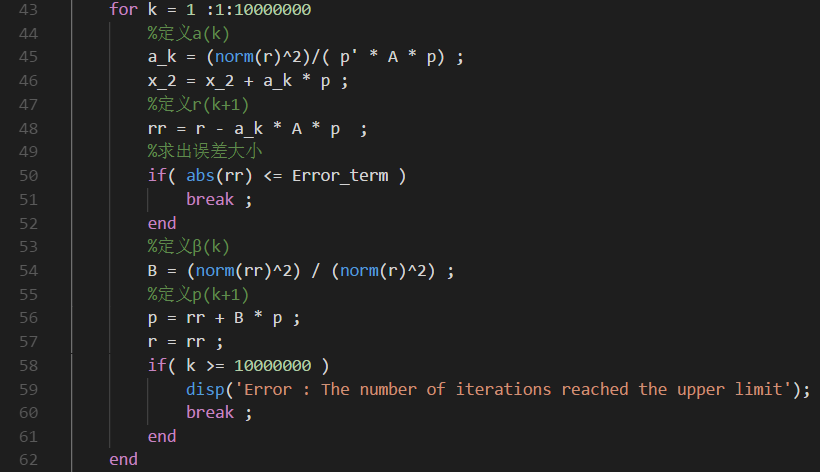 43 for k = 1 :1:10000000
44 %定义a(k)
45 a_k = (norm(r)^2)/( p' * A * p) ;
46 x_2 = x_2 + a_k * p ;
47 %定义r(k+1)
48 rr = r - a_k * A * p  ;
49 %求出误差大小
50 if( abs(rr) <= Error_term )
51 break ;
52 end
53 %定义β(k)
54 B = (norm(rr)^2) / (norm(r)^2) ;
55 %定义p(k+1)
56 p = rr + B * p ;
57 r = rr ;
58 if( k >= 10000000 )
59 disp('Error : The number of iterations reached the upper limit');
60 break ;
61 end
62 end